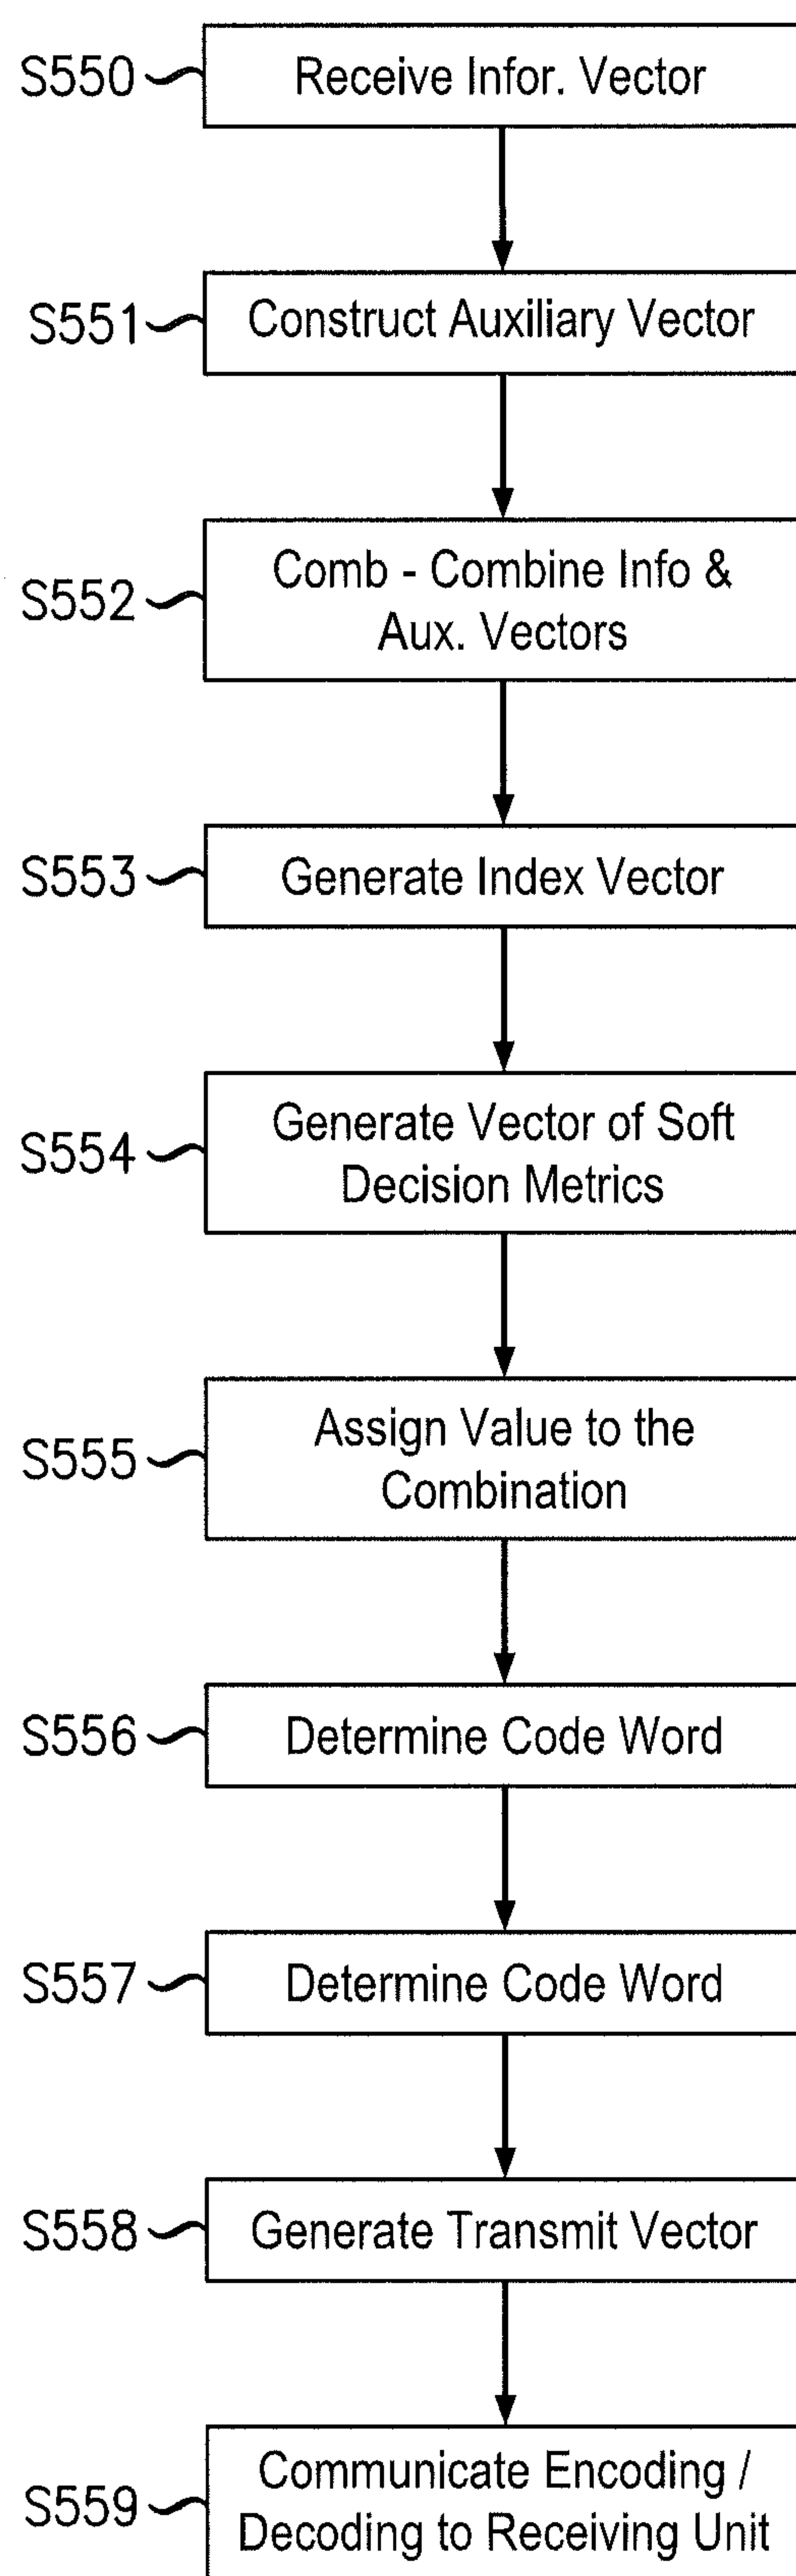 S550 Receive Infor. Vector
S551 Construct Auxiliary Vector
S552 Comb - Combine Info &
Aux. Vectors
S553 Generate Index Vector
S554 Generate Vector of Soft
Decision Metrics
S555 Assign Value to the
Combination
S556 Determine Code Word
S557 Determine Code Word
S558 Generate Transmit Vector
S559 Communicate Encoding /
Decoding to Receiving Unit